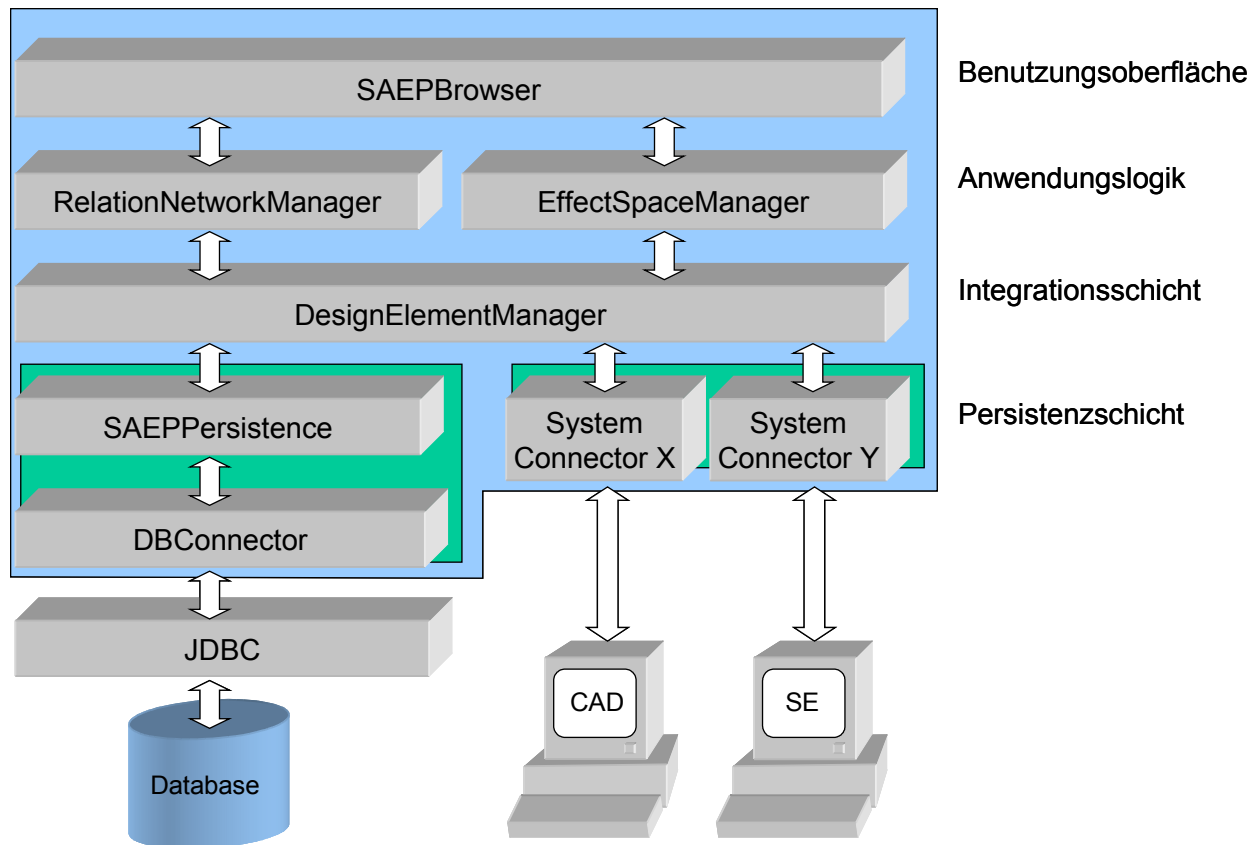 SAEPBrowser
Benutzungsoberfläche
RelationNetworkManager
EffectSpaceManager
Anwendungslogik
DesignElementManager
Integrationsschicht
SAEPPersistence
System
Connector X
System
Connector Y
Persistenzschicht
DBConnector
JDBC
CAD
SE
Database